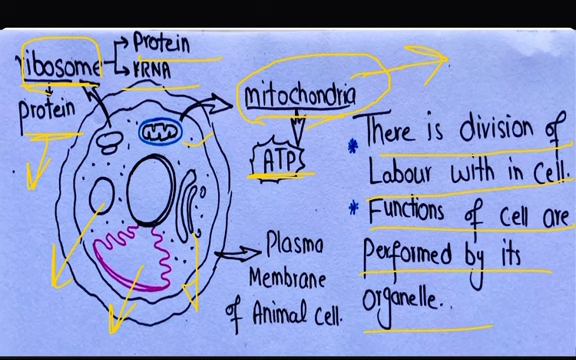 ribosome
Protein
rRNA
protein
mitochondria
ATP
* There is division of
Labour with in cell.
* Functions of cell are
performed by its
organelle..
Plasma
Membrane
of Animal cell.